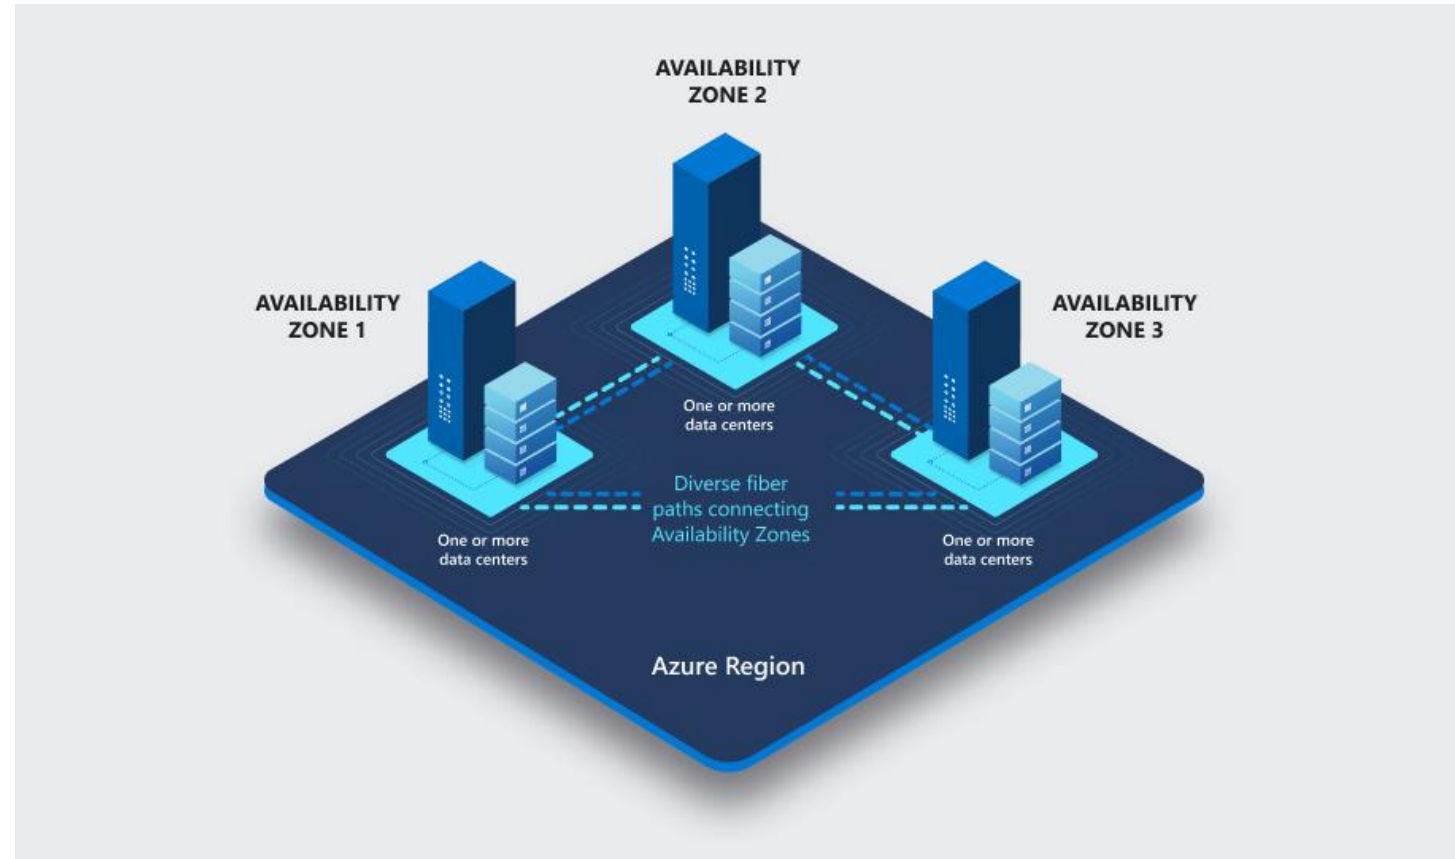 AVAILABILITY
ZONE 2
AVAILABILITY
ZONE 1
AVAILABILITY
ZONE 3
One or more
data centers
Diverse fiber
paths connecting
Availability Zones
One or more
data centers
One or more
data centers
Azure Region